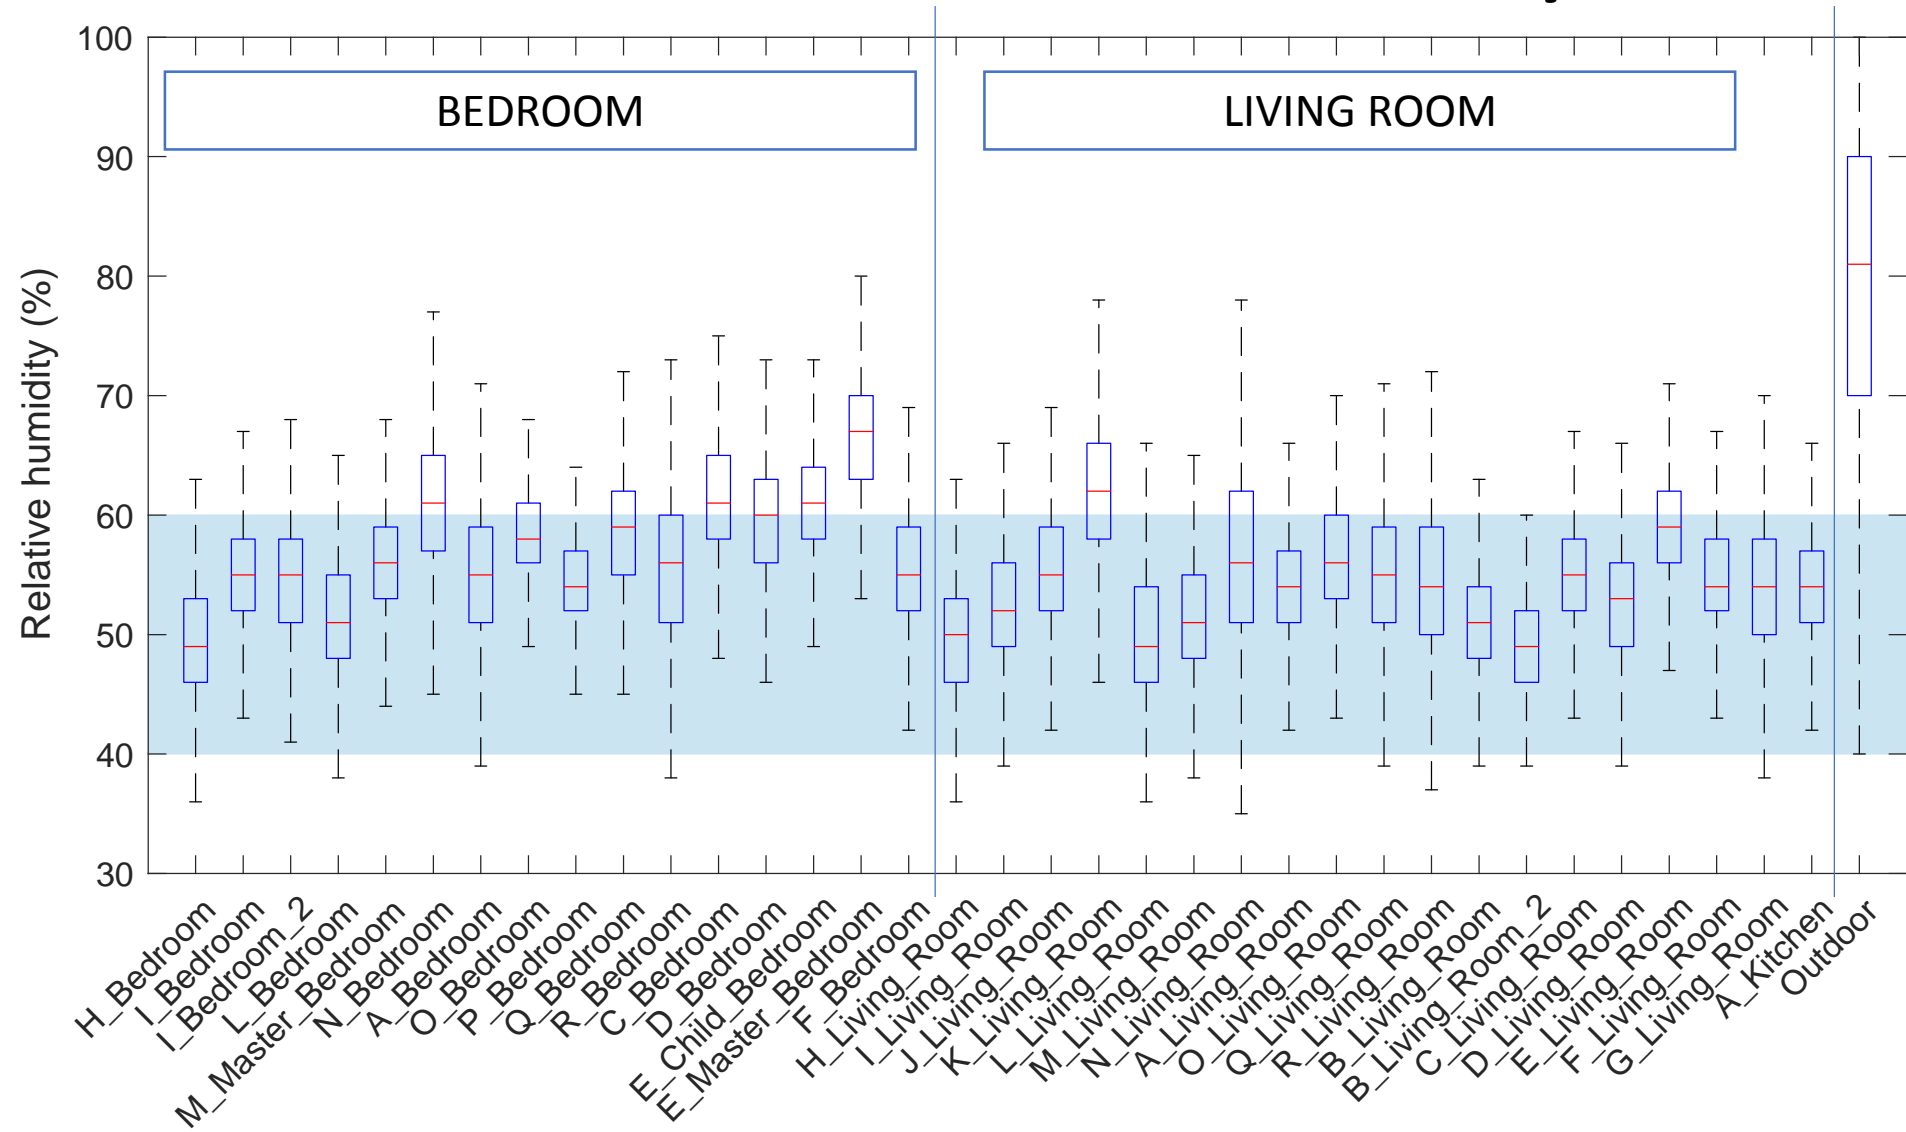 100
90
80
70
60
50
40
30
Relative humidity (%)
BEDROOM
LIVING ROOM
H_Bedroom
I_Bedroom
I_Bedroom_2
L_Bedroom
M_Master_Bedroom
N_Bedroom
A_Bedroom
O_Bedroom
P_Bedroom
Q_Bedroom
R_Bedroom
C_Bedroom
D_Bedroom
E_Child_Bedroom
E_Master_Bedroom
F_Bedroom
H_Living_Room
I_Living_Room
J_Living_Room
K_Living_Room
L_Living_Room
M_Living_Room
N_Living_Room
A_Living_Room
O_Living_Room
Q_Living_Room
R_Living_Room
B_Living_Room
B_Living_Room_2
C_Living_Room
D_Living_Room
E_Living_Room
F_Living_Room
G_Living_Room
A_Kitchen
Outdoor